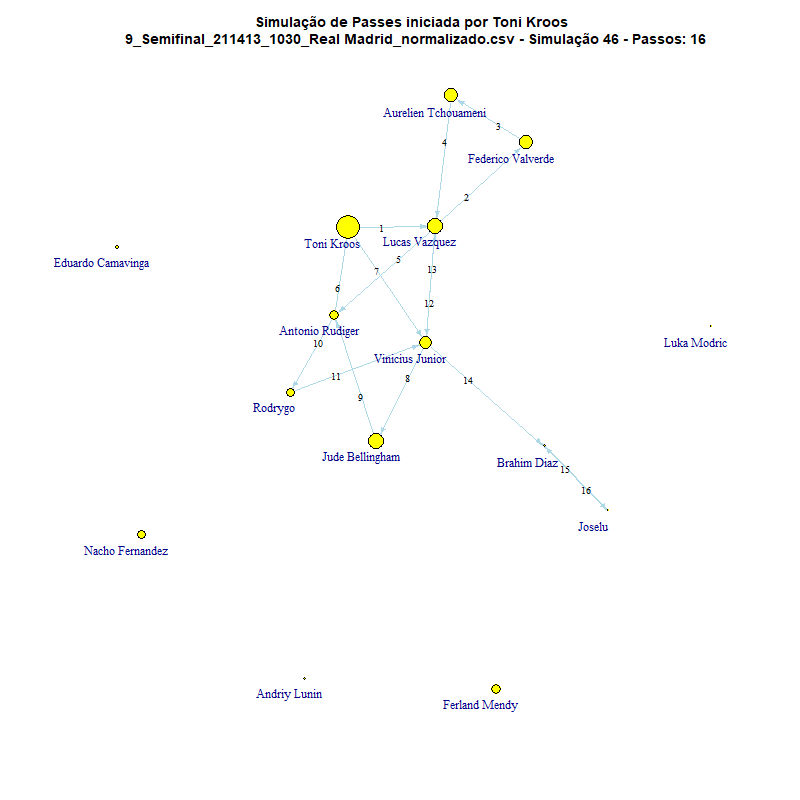 Simulação de Passes iniciada por Toni Kroos
9_Semifinal_211413_1030_Real Madrid_normalizado.csv - Simulação 46 - Passos: 16
Aurelien Tchouameni
3
4
Federico Valverde
2
Toni Kroos
1
Lucas Vazquez
Eduardo Camavinga
5
7
13
6
12
Antonio Rudiger
Luka Modric
10
Vinicius Junior
11
8
14
9
Rodrygo
Jude Bellingham
Brahim Diaz
15
16
Joselu
Nacho Fernandez
Andriy Lunin
Ferland Mendy